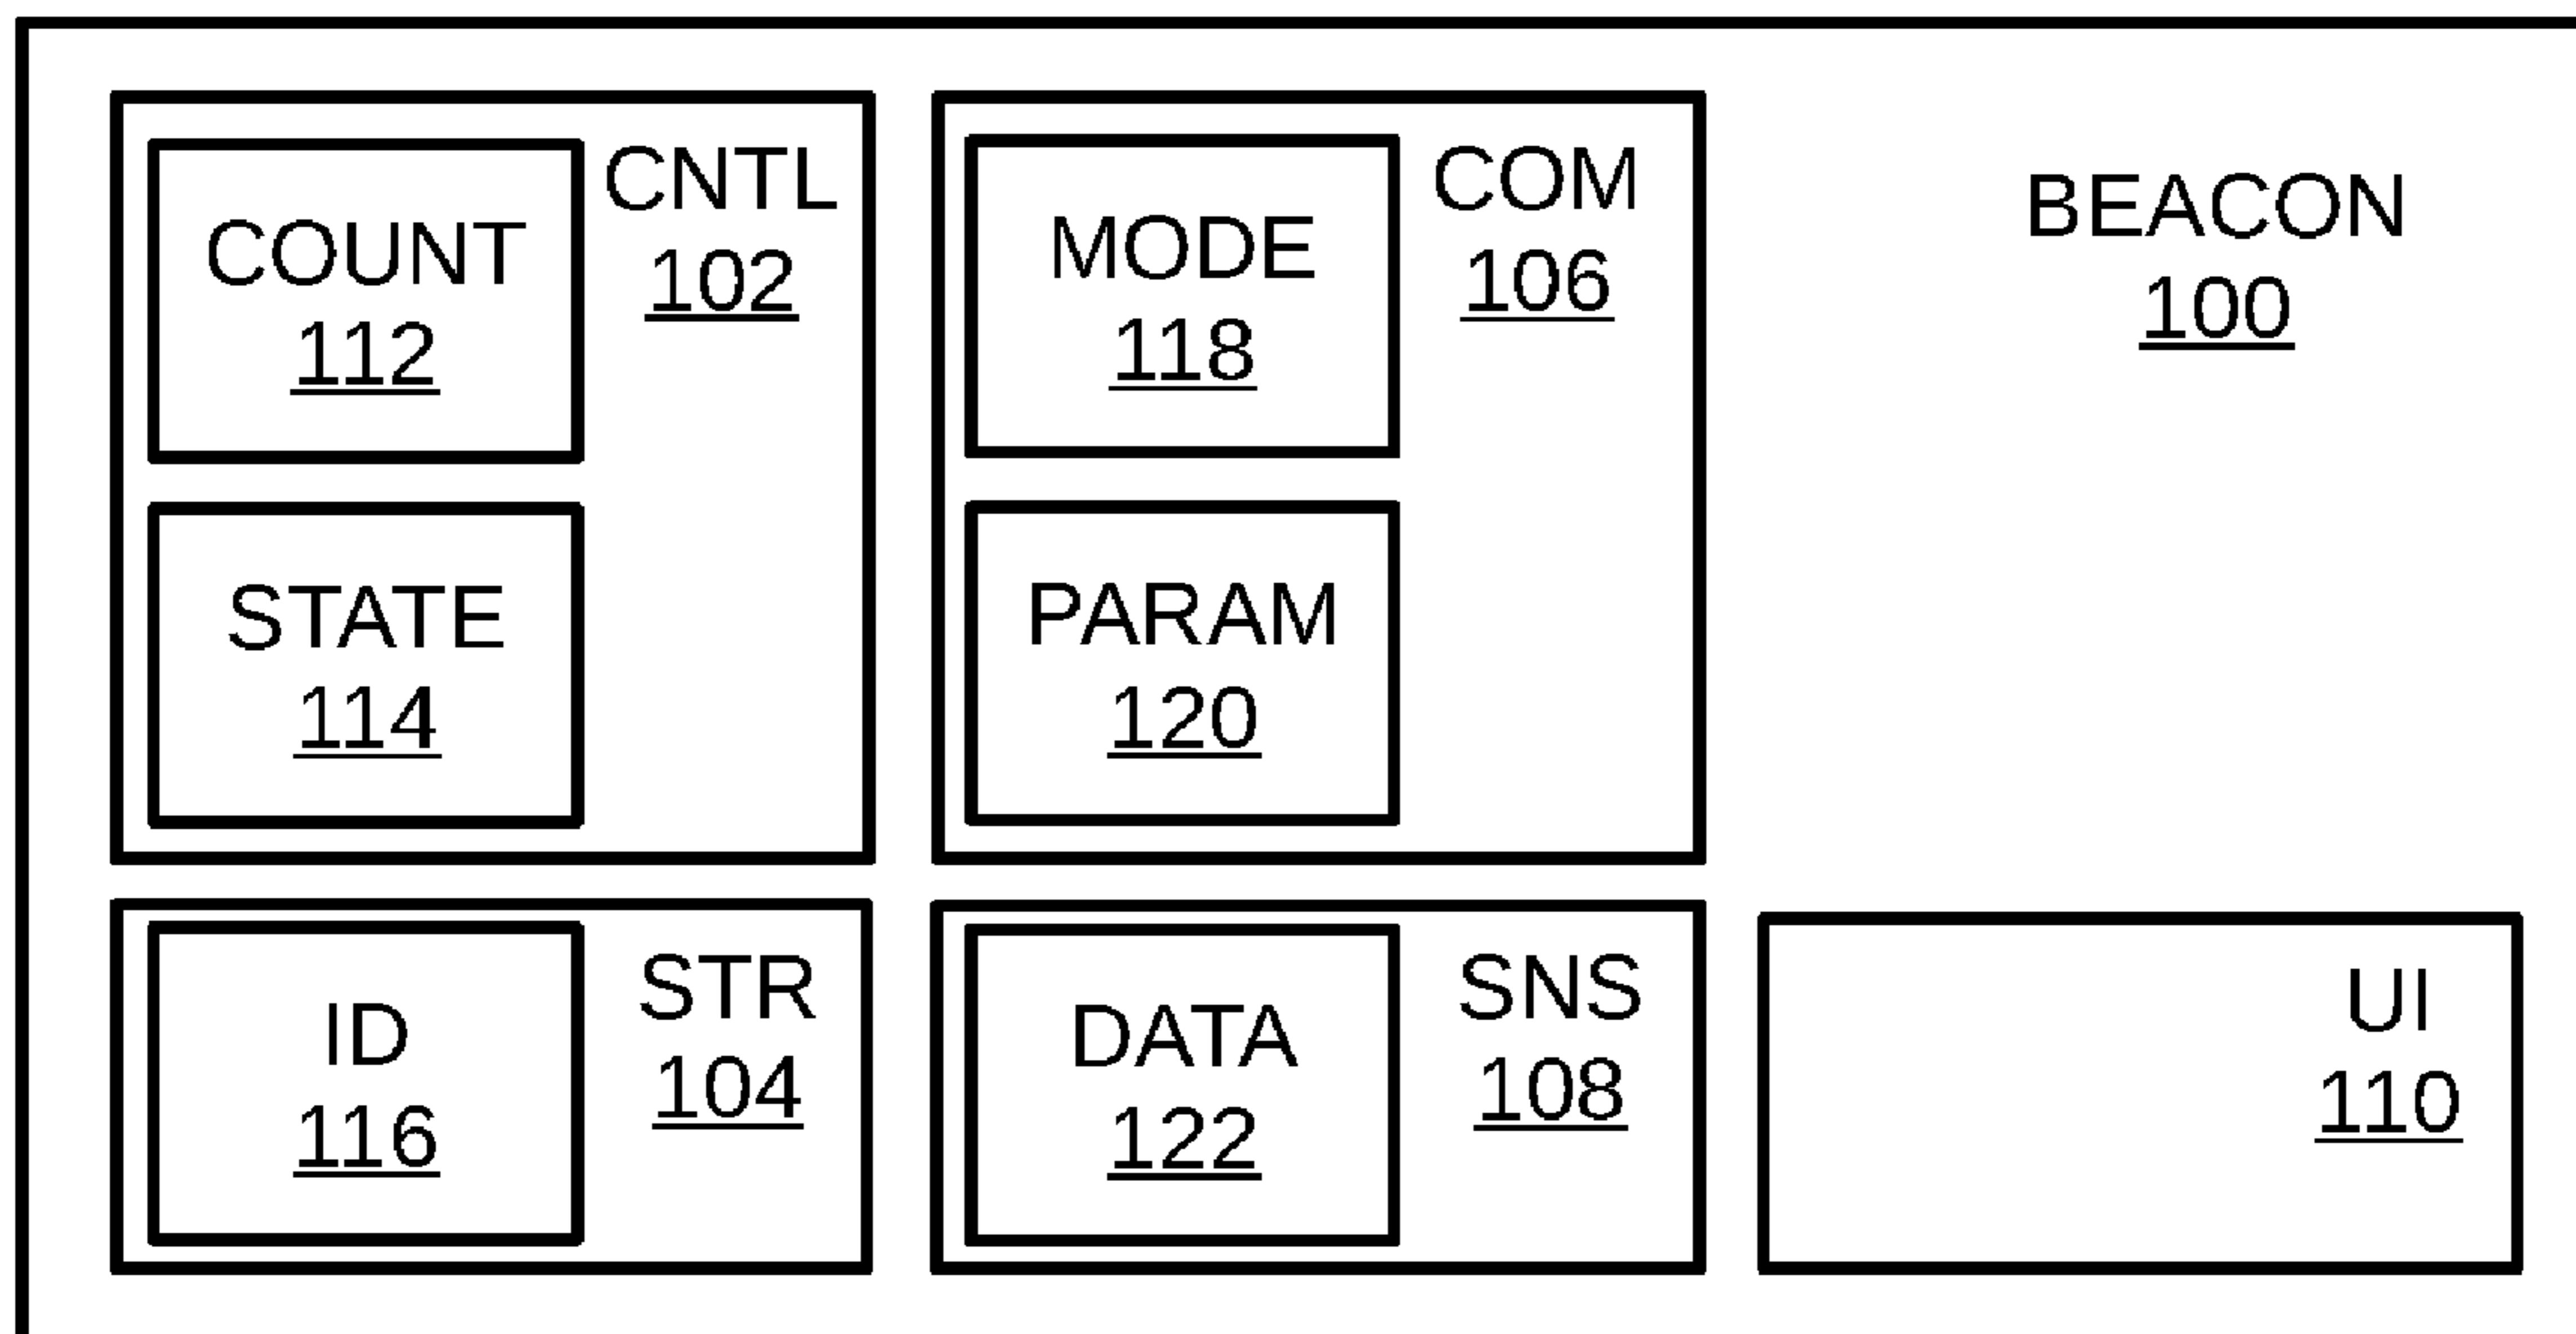 COUNT
112
CNTL
102
STATE
114
MODE
118
COM
106
PARAM
120
BEACON
100
ID
116
STR
104
DATA
122
SNS
108
UI
110